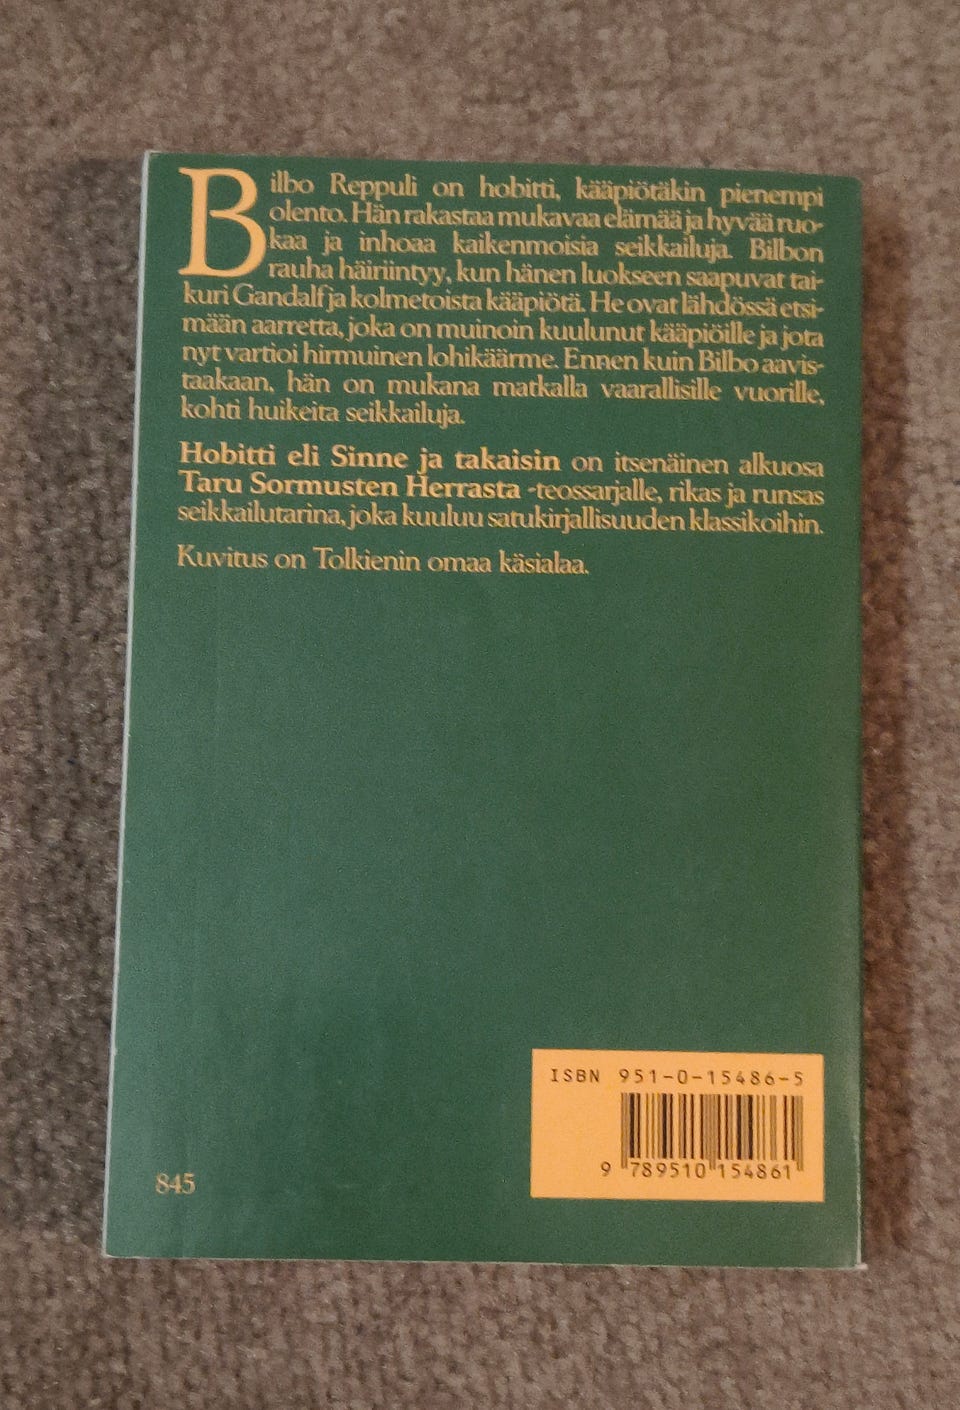 Bilbo Reppuli on hobitti, kääpiötäkin pienempi
olento. Hän rakastaa mukavaa elämää ja hyvää ruo-
kaa ja inhoaa kaikenmoisia seikkailuja. Bilbon
rauha häiriintyy, kun hänen luokseen saapuvat tai-
kuri Gandalf ja kolmetoista kääpiötä. He ovat lähdössä etsi-
mään aarretta, joka on muinoin kuulunut kääpiöille ja jota
nyt vartioi hirmuinen lohikäärme. Ennen kuin Bilbo aavis-
taakaan, hän on mukana matkalla vaarallisille vuorille,
kohti huikeita seikkailuja.
Hobitti eli Sinne ja takaisin on itsenäinen alkuosa
Taru Sormusten Herrasta -teossarjalle, rikas ja runsas
seikkailutarina, joka kuuluu satukirjallisuuden klassikoihin.
Kuvitus on Tolkienin omaa käsialaa.
ISBN 951-0-15486-5
9 789510 154861
845